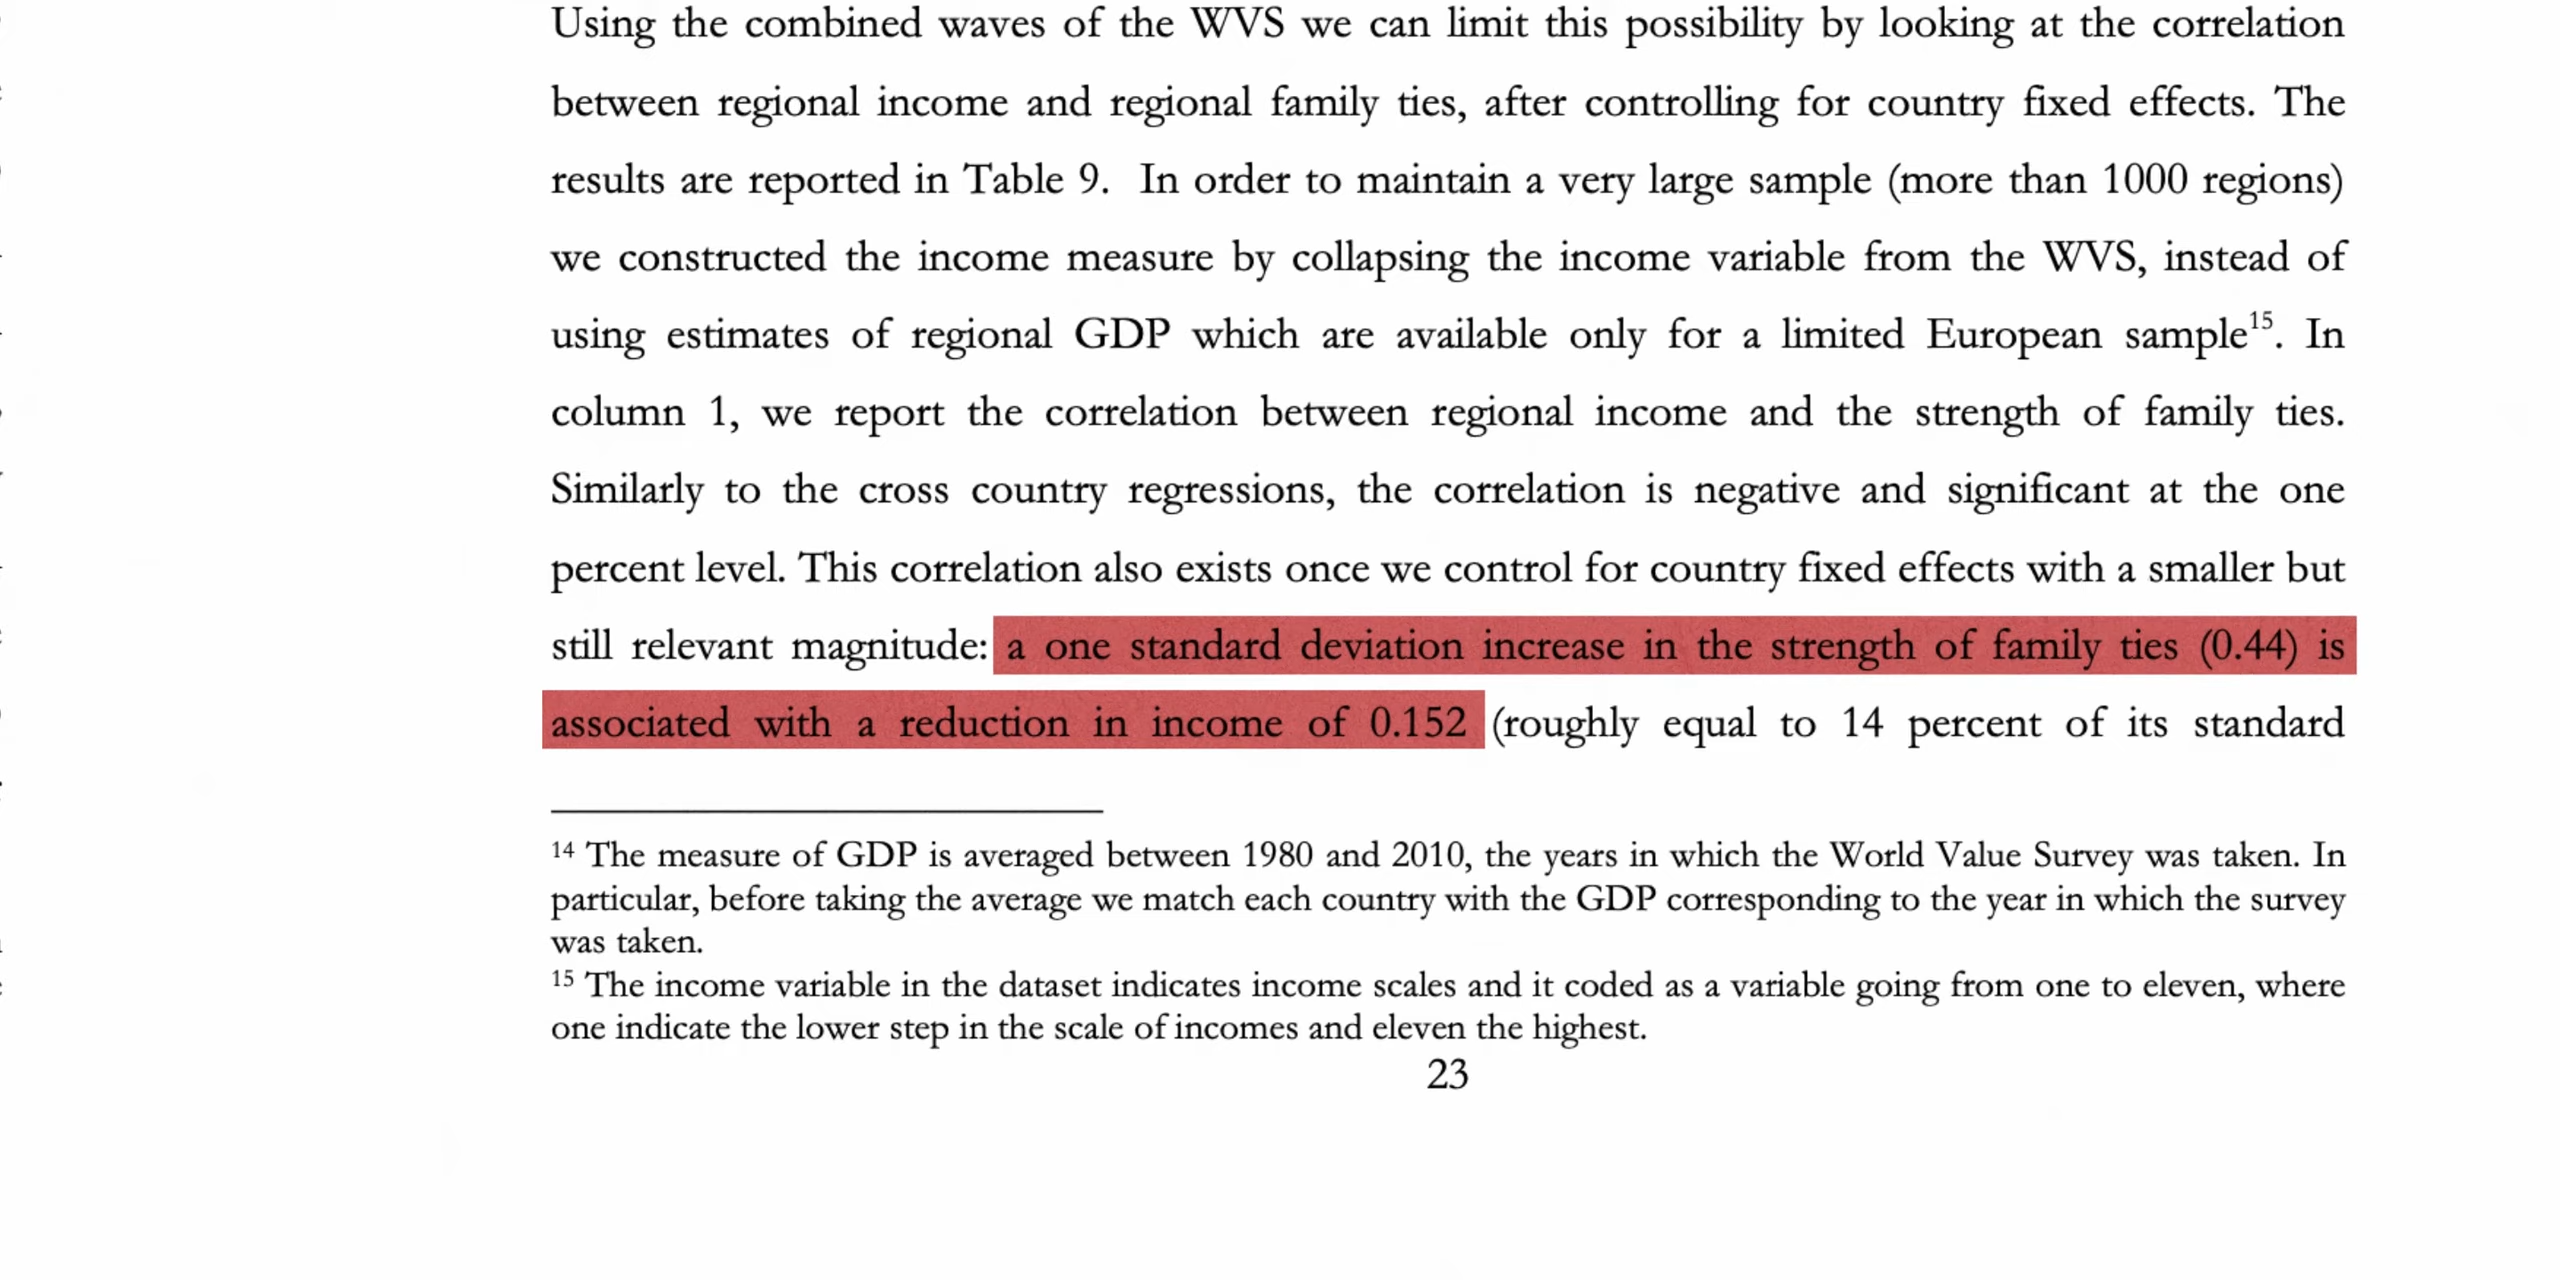 Using the combined waves of the WVS we can limit this possibility by looking at the correlation
between regional income and regional family ties, after controlling for country fixed effects. The
results are reported in Table 9. In order to maintain a very large sample (more than 1000 regions)
we constructed the income measure by collapsing the income variable from the WVS, instead of
using estimates of regional GDP which are available only for a limited European sample¹⁵. In
column 1, we report the correlation between regional income and the strength of family ties.
Similarly to the cross country regressions, the correlation is negative and significant at the one
percent level. This correlation also exists once we control for country fixed effects with a smaller but
still relevant magnitude: a one standard deviation increase in the strength of family ties (0.44) is
associated with a reduction in income of 0.152 (roughly equal to 14 percent of its standard
¹⁴ The measure of GDP is averaged between 1980 and 2010, the years in which the World Value Survey was taken. In
particular, before taking the average we match each country with the GDP corresponding to the year in which the survey
was taken.
¹⁵ The income variable in the dataset indicates income scales and it coded as a variable going from one to eleven, where
one indicate the lower step in the scale of incomes and eleven the highest.
23